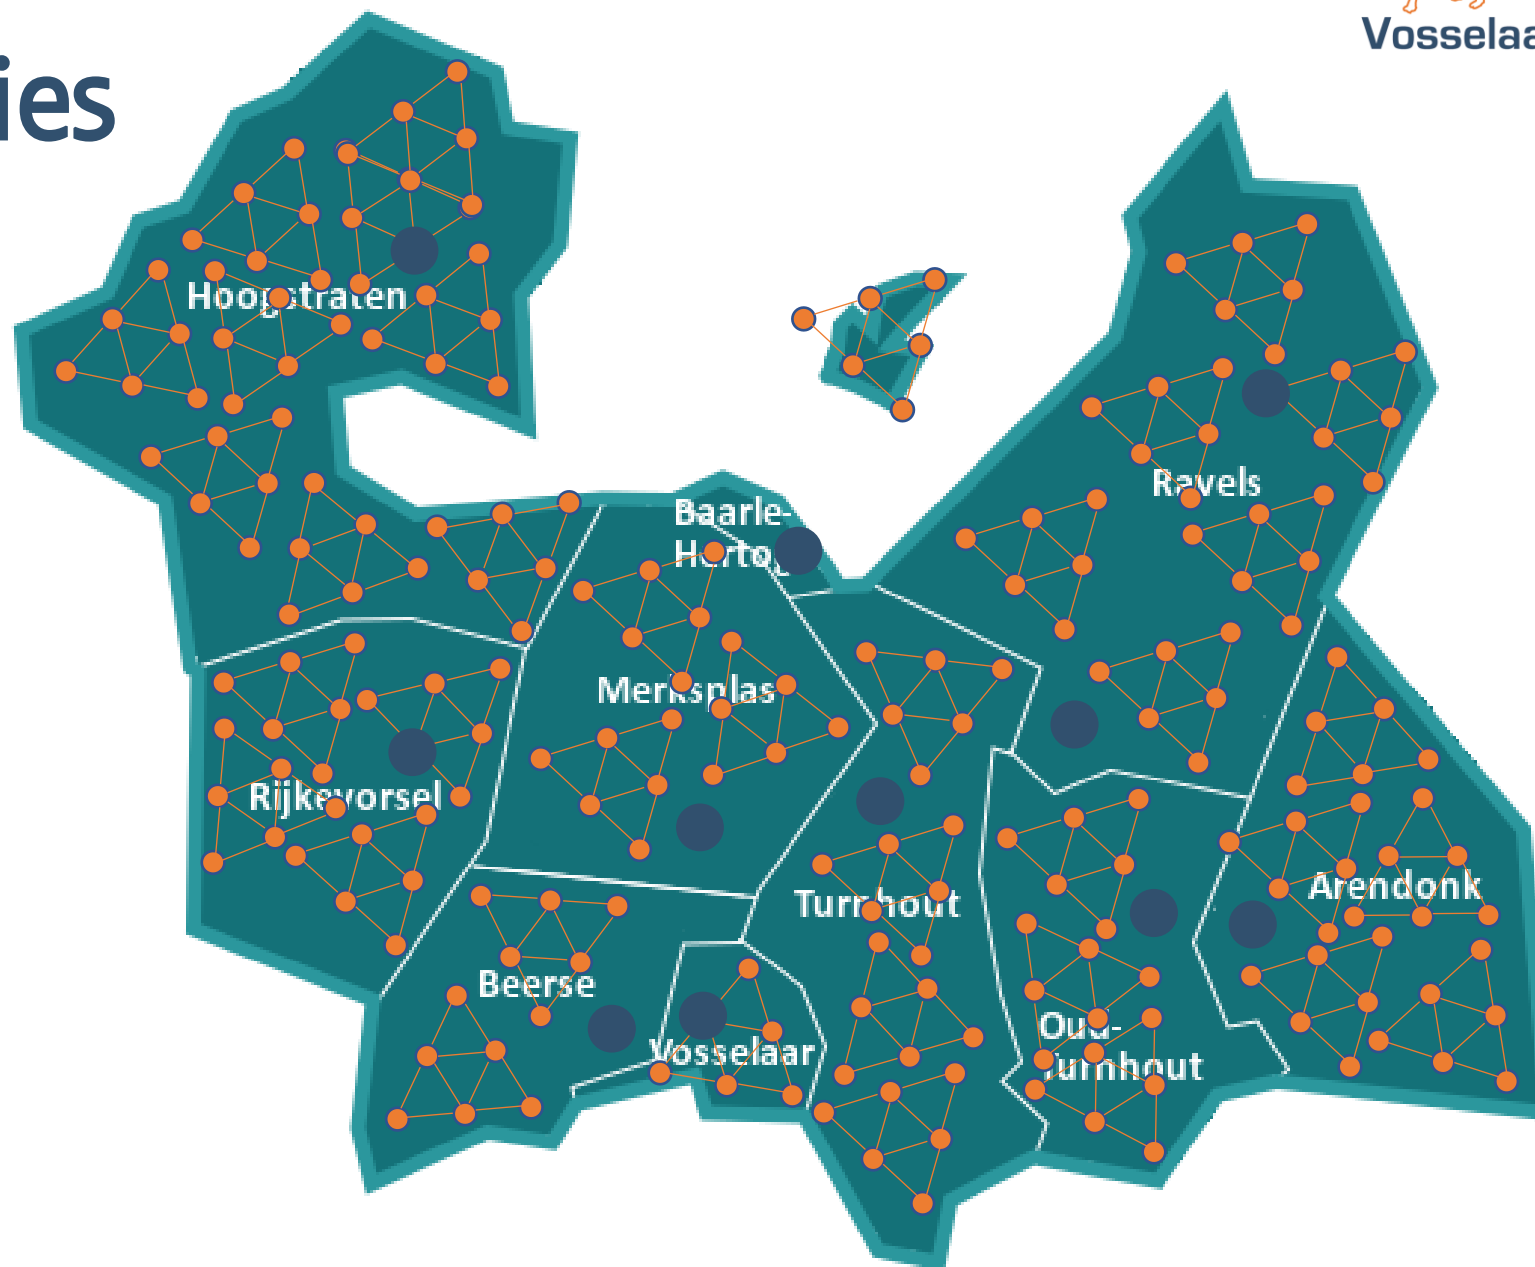 Vosselaa
ies
Hoogstraten
Baarle-
Hertog
Ravels
Merksplas
Rijkevorsel
Turnhout
Arendonk
Beerse
Oud-
Turnhout
Vosselaar